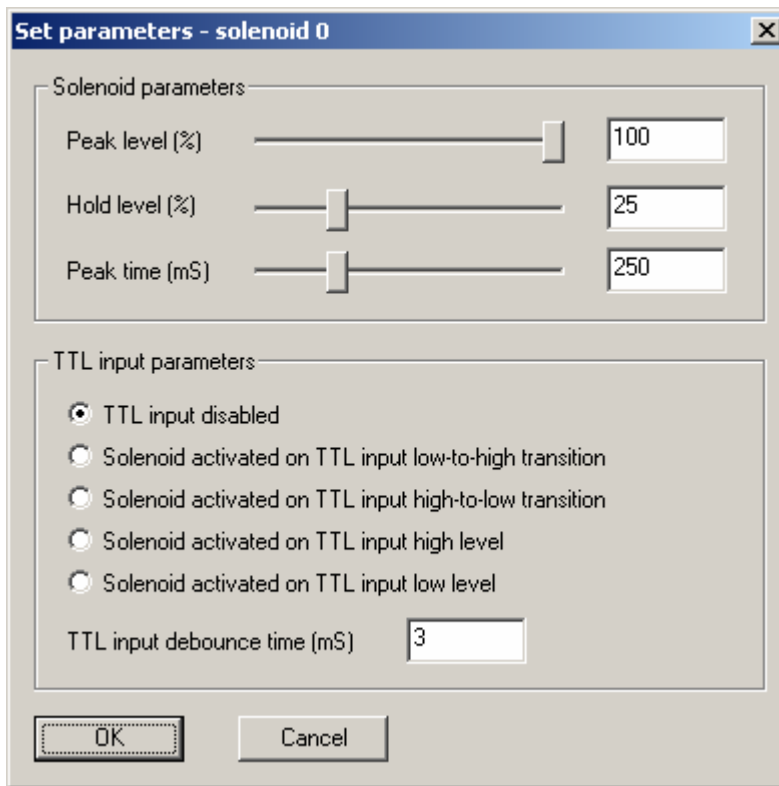 Set parameters - solenoid 0
Solenoid parameters
Peak level (%) 100
Hold level (%) 25
Peak time (mS) 250
TTL input parameters
TTL input disabled
Solenoid activated on TTL input low-to-high transition
Solenoid activated on TTL input high-to-low transition
Solenoid activated on TTL input high level
Solenoid activated on TTL input low level
TTL input debounce time (mS) 3
OK Cancel